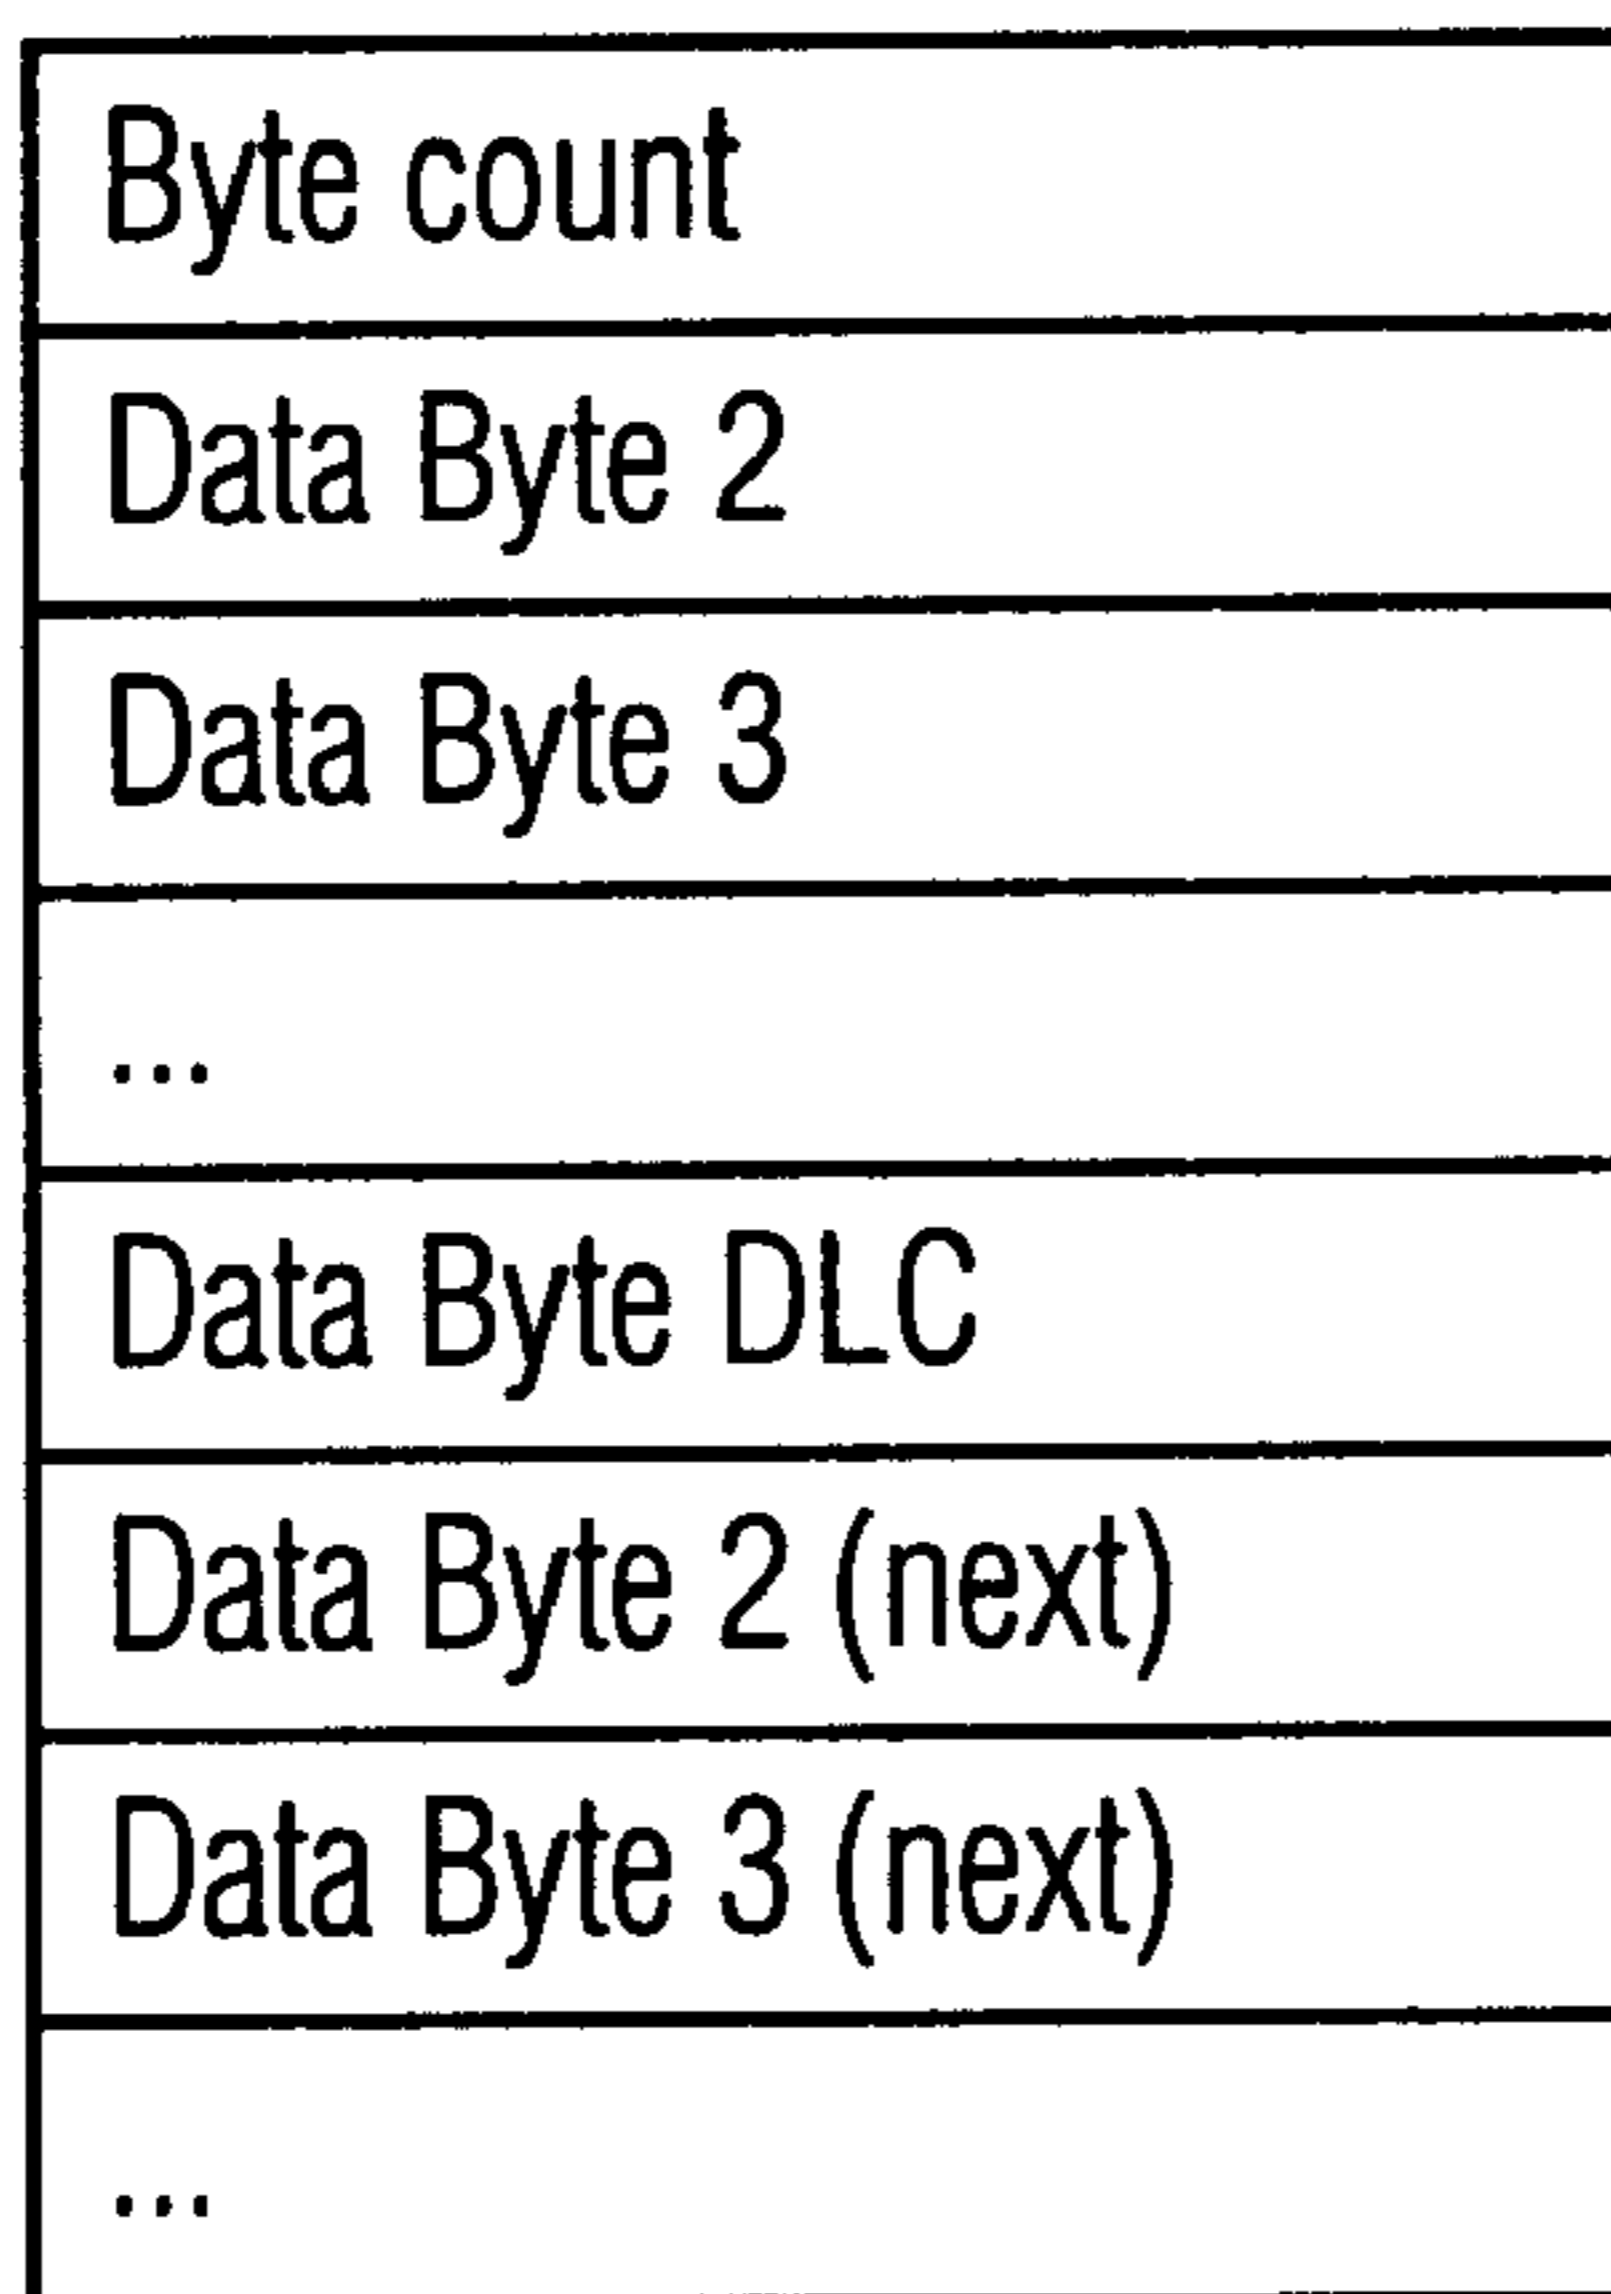 Byte count
Data Byte 2
Data Byte 3
...
Data Byte DLC
Data Byte 2 (next)
Data Byte 3 (next)
...